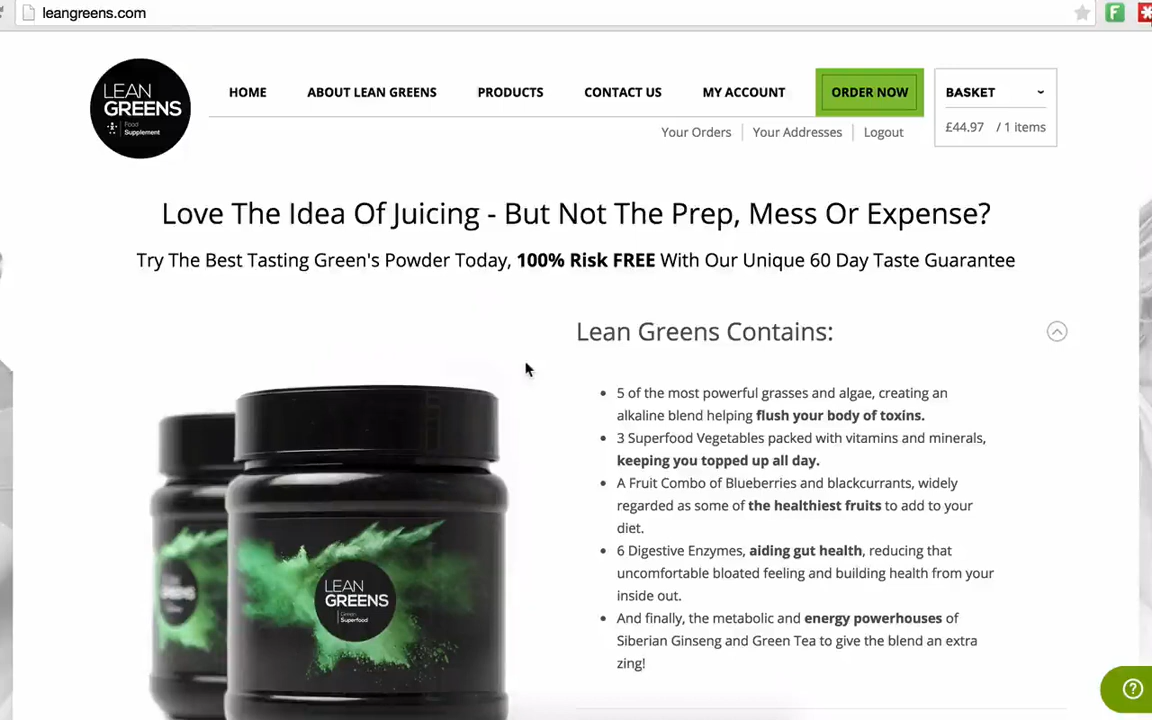 leangreens.com
LEAN
GREENS
Food
Supplement
HOME
ABOUT LEAN GREENS
PRODUCTS
CONTACT US
MY ACCOUNT
ORDER NOW
BASKET
£44.97 / 1 items
Your Orders
Your Addresses
Logout
Love The Idea Of Juicing - But Not The Prep, Mess Or Expense?
Try The Best Tasting Green's Powder Today, 100% Risk FREE With Our Unique 60 Day Taste Guarantee
Lean Greens Contains:
5 of the most powerful grasses and algae, creating an
alkaline blend helping flush your body of toxins.
3 Superfood Vegetables packed with vitamins and minerals,
keeping you topped up all day.
A Fruit Combo of Blueberries and blackcurrants, widely
regarded as some of the healthiest fruits to add to your
diet.
6 Digestive Enzymes, aiding gut health, reducing that
uncomfortable bloated feeling and building health from your
inside out.
And finally, the metabolic and energy powerhouses of
Siberian Ginseng and Green Tea to give the blend an extra
zing!
LEAN
GREENS
Green
Superfood